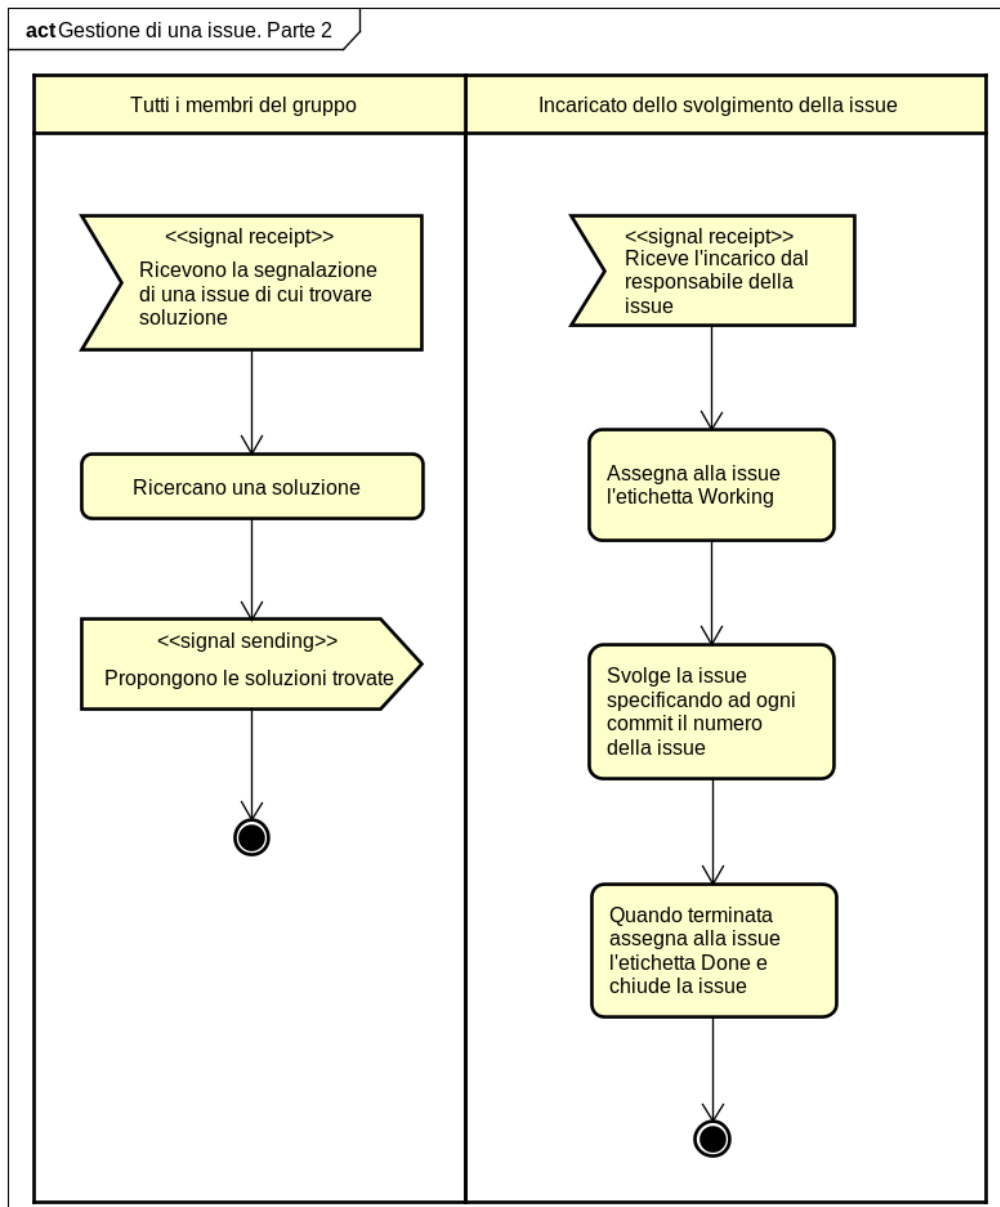 act Gestione di una issue. Parte 2
Tutti i membri del gruppo
Incaricato dello svolgimento della issue
<<signal receipt>>
Ricevono la segnalazione
di una issue di cui trovare
soluzione
Ricercano una soluzione
<<signal sending>>
Propongono le soluzioni trovate
<<signal receipt>>
Riceve l'incarico dal
responsabile della
issue
Assegna alla issue
l'etichetta Working
Svolge la issue
specificando ad ogni
commit il numero
della issue
Quando terminata
assegna alla issue
l'etichetta Done e
chiude la issue